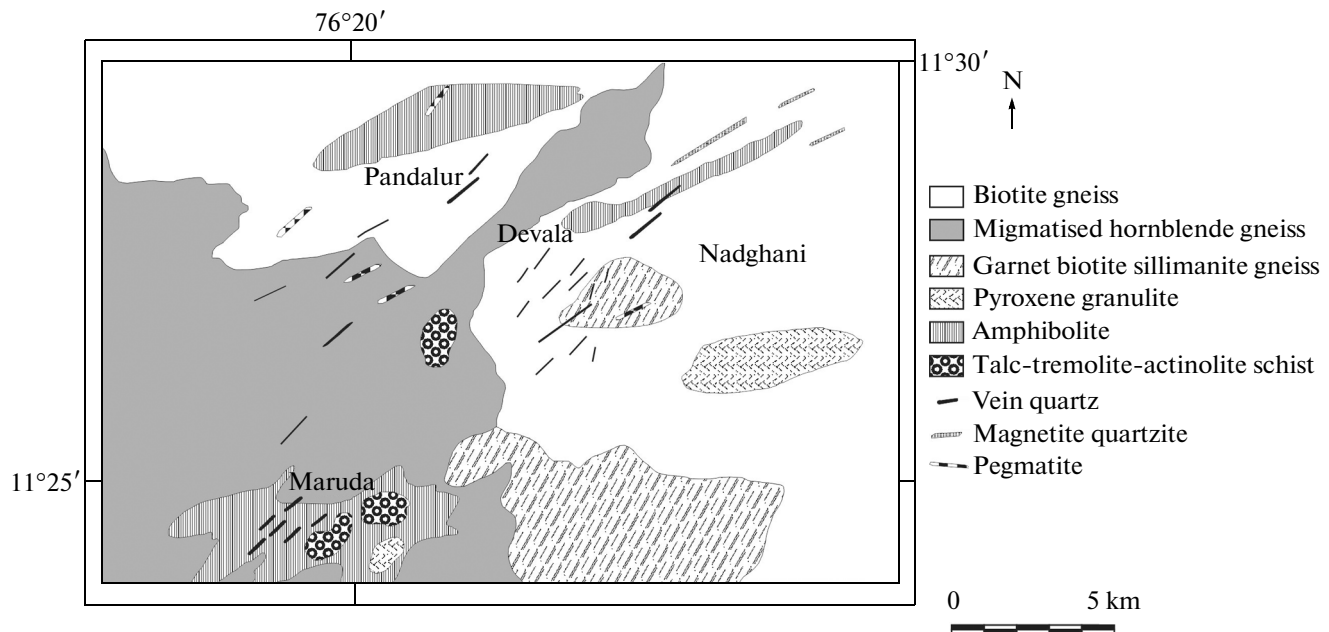 76°20′
11°30′
N
Pandalur
Devala
Nadghani
Maruda
11°25′
Biotite gneiss
Migmatised hornblende gneiss
Garnet biotite sillimanite gneiss
Pyroxene granulite
Amphibolite
Talc-tremolite-actinolite schist
Vein quartz
Magnetite quartzite
Pegmatite
0 5 km